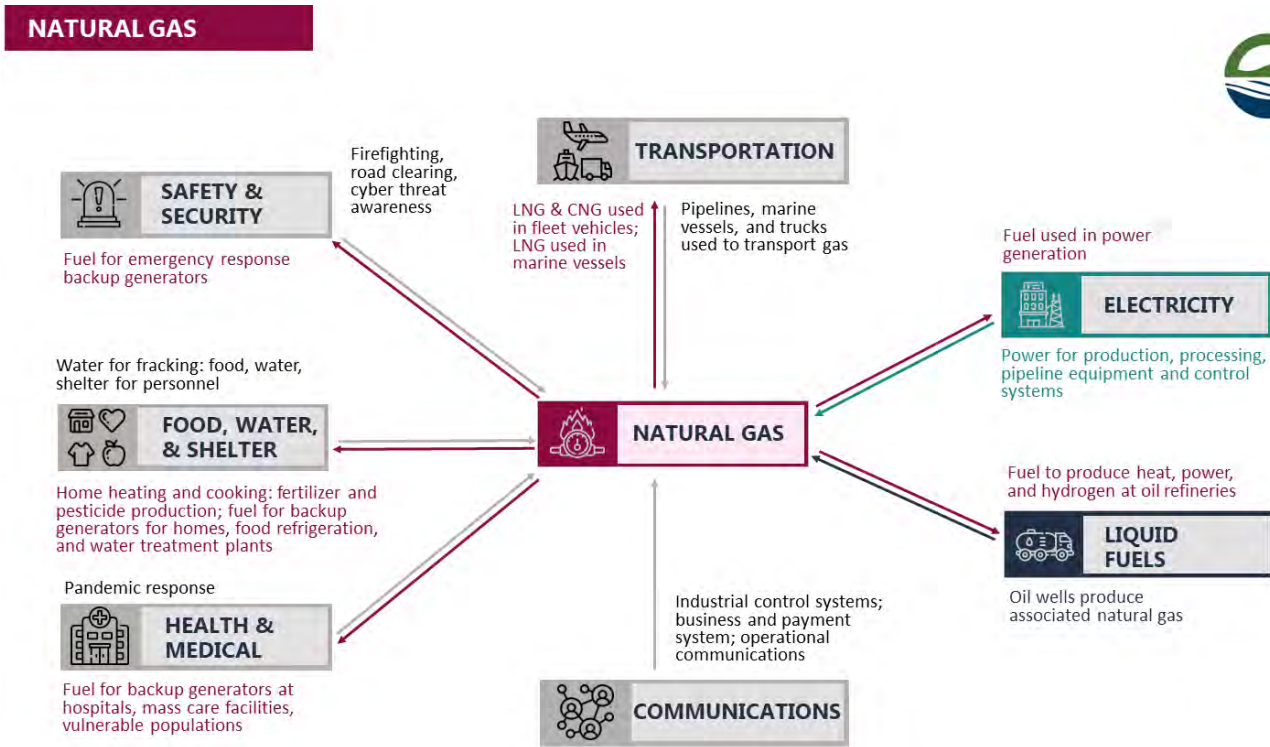 NATURAL GAS
TRANSPORTATION
Firefighting,
road clearing,
cyber threat
awareness
SAFETY &
SECURITY
Fuel for emergency response
backup generators
LNG & CNG used
in fleet vehicles;
LNG used in
marine vessels
Pipelines, marine
vessels, and trucks
used to transport gas
Fuel used in power
generation
ELECTRICITY
Power for production, processing,
pipeline equipment and control
systems
Water for fracking: food, water,
shelter for personnel
FOOD, WATER,
& SHELTER
Home heating and cooking: fertilizer and
pesticide production; fuel for backup
generators for homes, food refrigeration,
and water treatment plants
NATURAL GAS
Fuel to produce heat, power,
and hydrogen at oil refineries
LIQUID
FUELS
Oil wells produce
associated natural gas
Pandemic response
HEALTH &
MEDICAL
Fuel for backup generators at
hospitals, mass care facilities,
vulnerable populations
Industrial control systems;
business and payment
system; operational
communications
COMMUNICATIONS